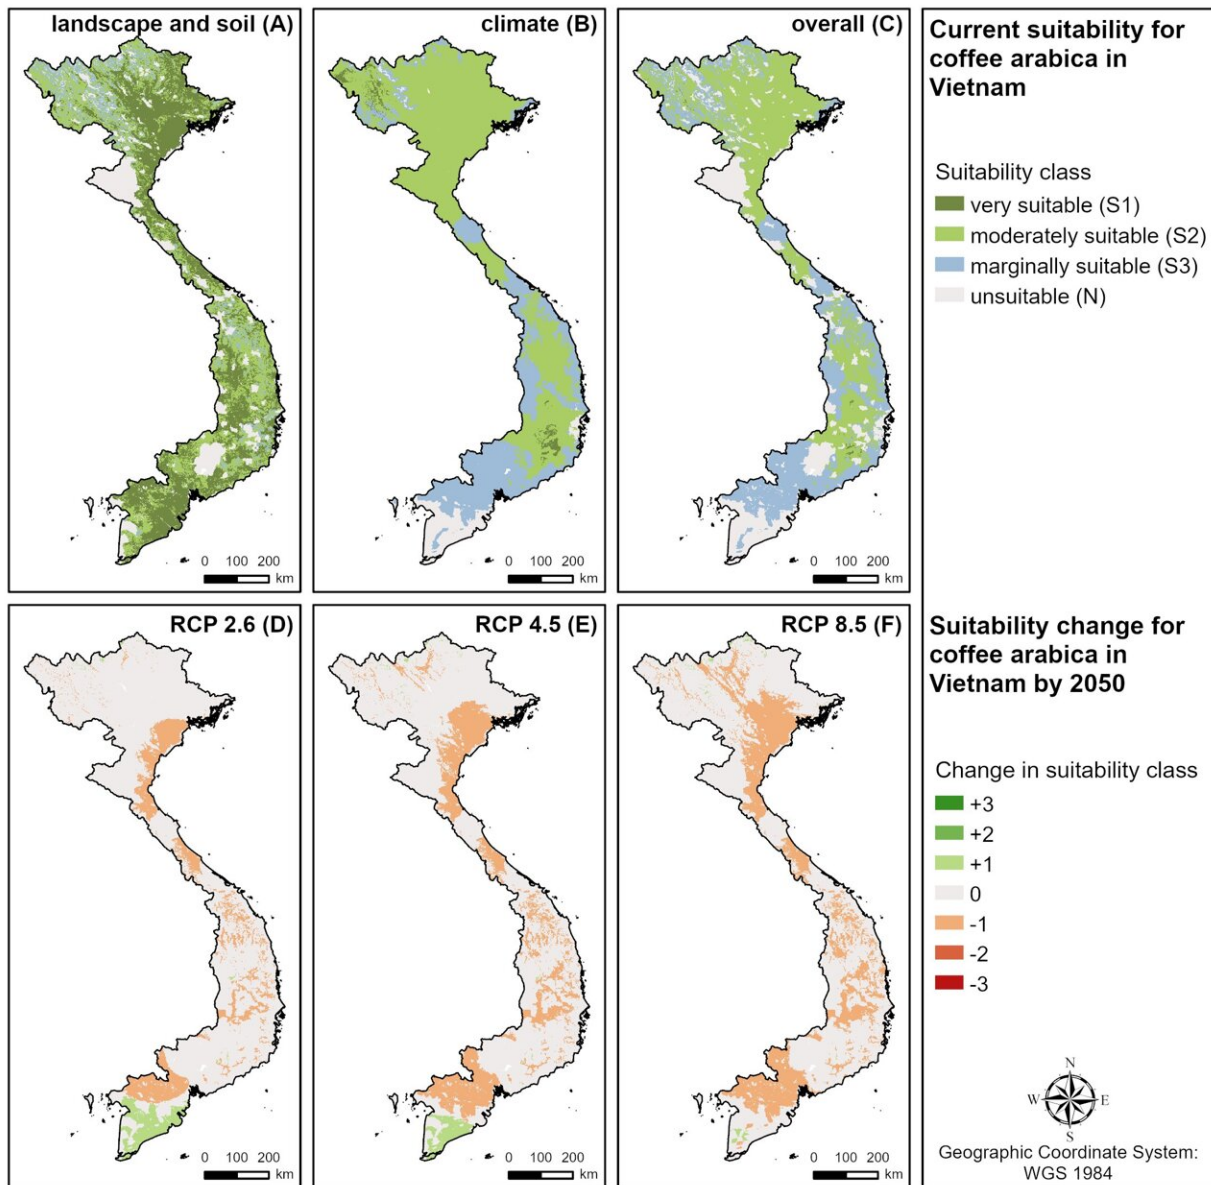 landscape and soil (A)
climate (B)
overall (C)
Current suitability for
coffee arabica in
Vietnam
Suitability class
very suitable (S1)
moderately suitable (S2)
marginally suitable (S3)
unsuitable (N)
0 100 200
km
0 100 200
km
0 100 200
km
RCP 2.6 (D)
RCP 4.5 (E)
RCP 8.5 (F)
Suitability change for
coffee arabica in
Vietnam by 2050
Change in suitability class
+3
+2
+1
0
-1
-2
-3
N
W E
S
Geographic Coordinate System:
WGS 1984
0 100 200
km
0 100 200
km
0 100 200
km